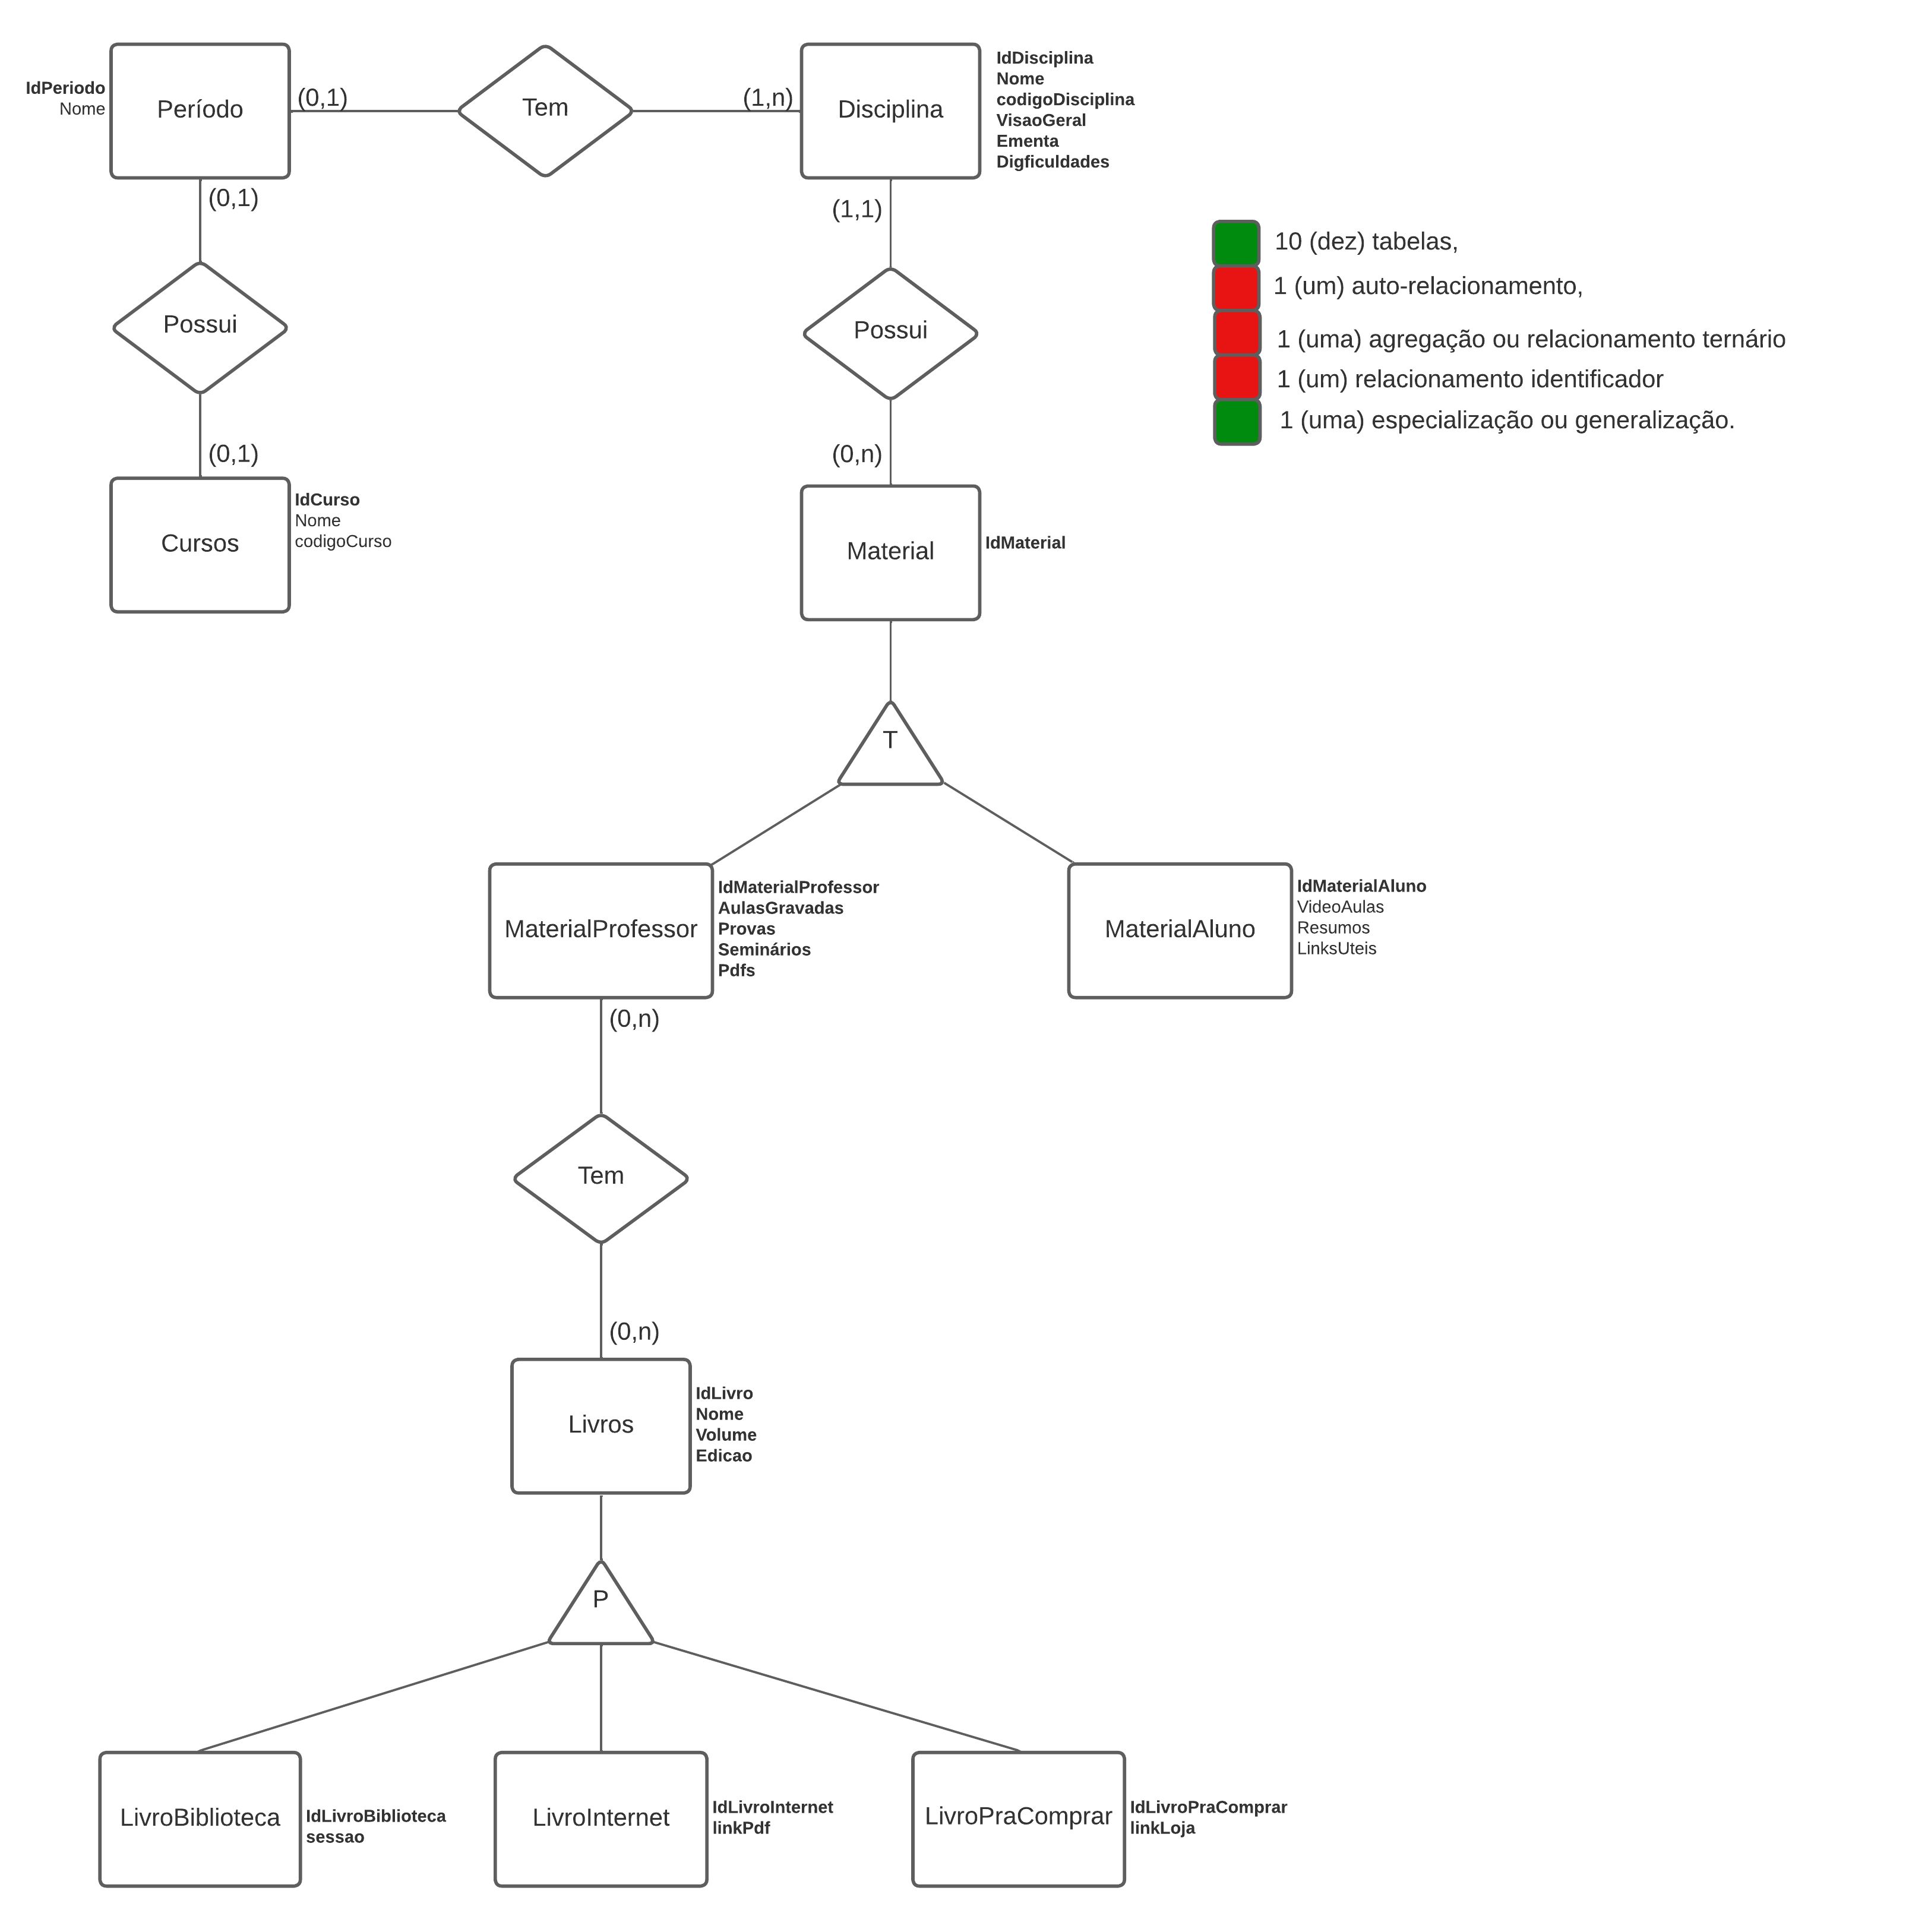 IdPeriodo
Nome
Período
(0,1)
Tem
(1,n)
Disciplina
IdDisciplina
Nome
codigoDisciplina
VisaoGeral
Ementa
Digficuldades
(0,1)
(1,1)
10 (dez) tabelas,
1 (um) auto-relacionamento,
1 (uma) agregação ou relacionamento ternário
1 (um) relacionamento identificador
1 (uma) especialização ou generalização.
Possui
Possui
(0,1)
(0,n)
Cursos
IdCurso
Nome
codigoCurso
Material
IdMaterial
T
MaterialProfessor
IdMaterialProfessor
AulasGravadas
Provas
Seminários
Pdfs
MaterialAluno
IdMaterialAluno
VideoAulas
Resumos
LinksUteis
(0,n)
Tem
(0,n)
Livros
IdLivro
Nome
Volume
Edicao
P
LivroBiblioteca
IdLivroBiblioteca
sessao
LivroInternet
IdLivroInternet
linkPdf
LivroPraComprar
IdLivroPraComprar
linkLoja